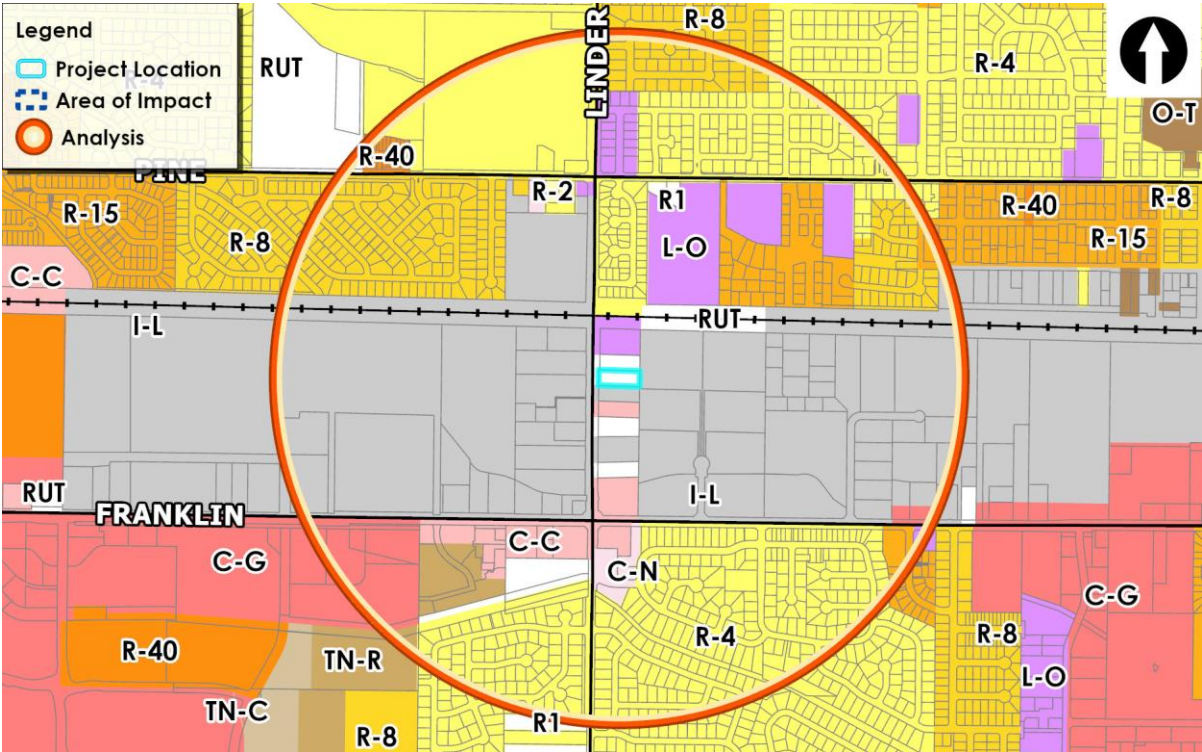 Legend
Project Location
R-4
Area of Impact
Analysis
RUT
LINDER
R-8
R-4
O-T
R-40
PINE
R-2
R1
R-40
R-8
R-15
R-8
L-O
R-15
C-C
I-L
RUT
RUT
I-L
FRANKLIN
C-G
C-C
C-N
C-G
R-40
TN-R
R-4
R-8
L-O
TN-C
R1
R-8